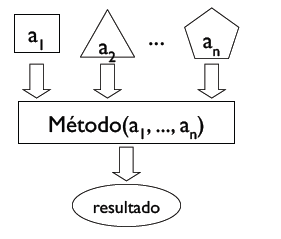 a₁ a₂ ... aₙ
Método(a₁, ..., aₙ)
resultado